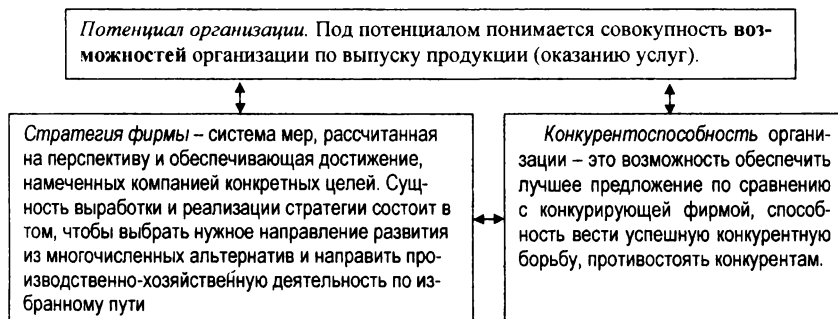 Потенциал организации. Под потенциалом понимается совокупность воз-
можностей организации по выпуску продукции (оказанию услуг).
Стратегия фирмы – система мер, рассчитанная
на перспективу и обеспечивающая достижение,
намеченных компанией конкретных целей. Сущ-
ность выработки и реализации стратегии состоит в
том, чтобы выбрать нужное направление развития
из многочисленных альтернатив и направить про-
изводственно-хозяйственную деятельность по из-
бранному пути
Конкурентоспособность органи-
зации – это возможность обеспечить
лучшее предложение по сравнению
с конкурирующей фирмой, способ-
ность вести успешную конкурентную
борьбу, противостоять конкурентам.